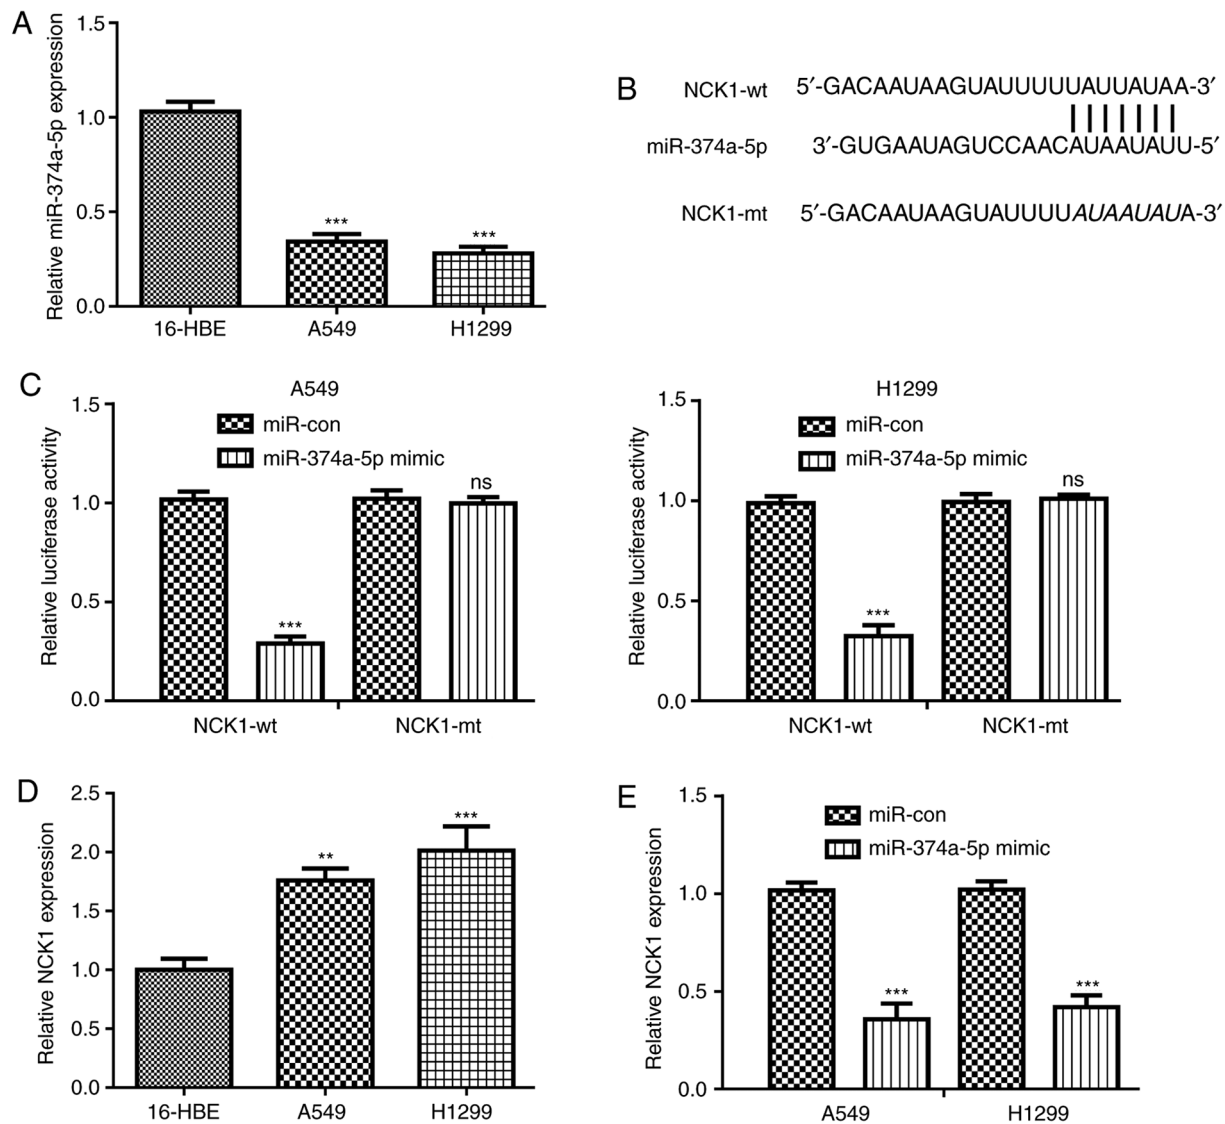 A
Relative miR-374a-5p expression
1.5
1.0
0.5
0.0
***
***
16-HBE A549 H1299
B
NCK1-wt 5′-GACAAUAAGUAUUUUUAUUAUAA-3′
miR-374a-5p 3′-GUGAAUAGUCCAACAUAAUAUU-5′
NCK1-mt 5′-GACAAUAAGUAUUUUAUAAUAUA-3′
C
A549
Relative luciferase activity
1.5
1.0
0.5
0.0
miR-con
miR-374a-5p mimic
***
ns
NCK1-wt NCK1-mt
H1299
Relative luciferase activity
1.5
1.0
0.5
0.0
miR-con
miR-374a-5p mimic
***
ns
NCK1-wt NCK1-mt
D
Relative NCK1 expression
2.5
2.0
1.5
1.0
0.5
0.0
**
***
16-HBE A549 H1299
E
Relative NCK1 expression
1.5
1.0
0.5
0.0
miR-con
miR-374a-5p mimic
***
***
A549 H1299